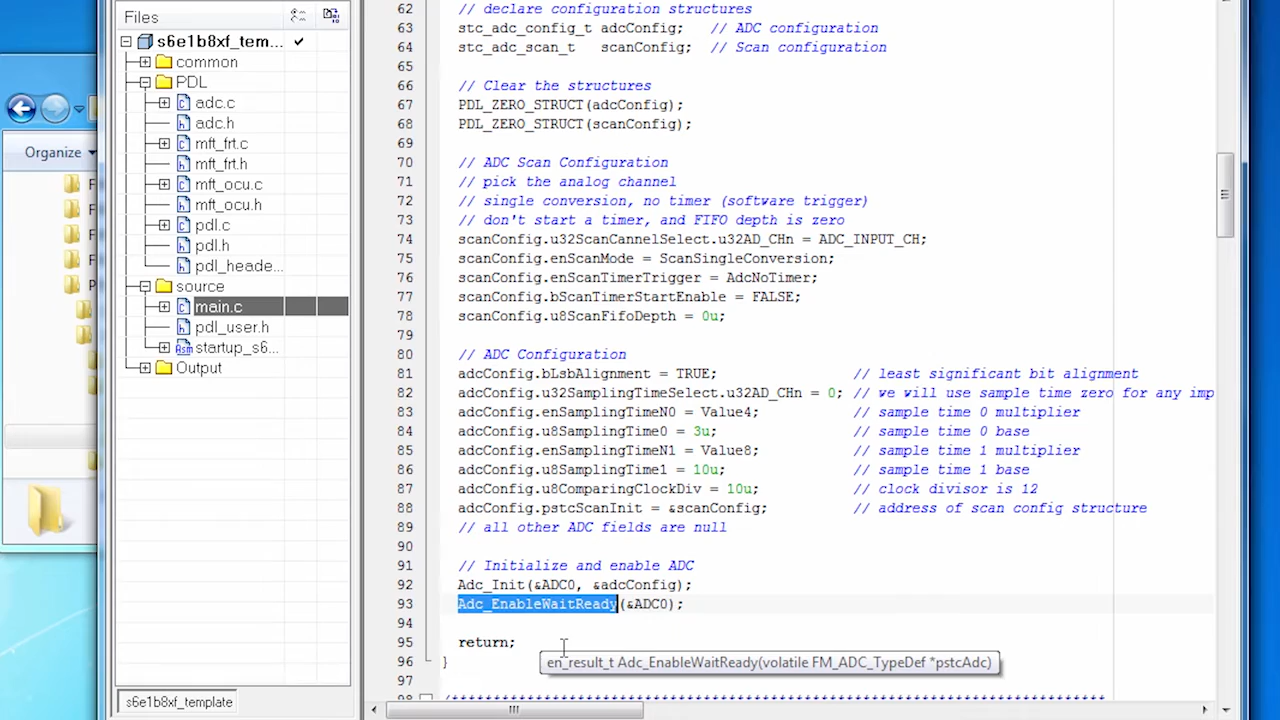 Files
Organize
s6e1b8xf_tem...
common
PDL
adc.c
adc.h
mft_frt.c
mft_frt.h
mft_ocu.c
mft_ocu.h
pdl.c
pdl.h
pdl_heade...
source
main.c
pdl_user.h
startup_s6...
Output
s6e1b8xf_template
62 // declare configuration structures
63 stc_adc_config_t adcConfig; // ADC configuration
64 stc_adc_scan_t scanConfig; // Scan configuration
65
66 // Clear the structures
67 PDL_ZERO_STRUCT(adcConfig);
68 PDL_ZERO_STRUCT(scanConfig);
69
70 // ADC Scan Configuration
71 // pick the analog channel
72 // single conversion, no timer (software trigger)
73 // don't start a timer, and FIFO depth is zero
74 scanConfig.u32ScanCannelSelect.u32AD_CHn = ADC_INPUT_CH;
75 scanConfig.enScanMode = ScanSingleConversion;
76 scanConfig.enScanTimerTrigger = AdcNoTimer;
77 scanConfig.bScanTimerStartEnable = FALSE;
78 scanConfig.u8ScanFifoDepth = 0u;
79
80 // ADC Configuration
81 adcConfig.bLsbAlignment = TRUE; // least significant bit alignment
82 adcConfig.u32SamplingTimeSelect.u32AD_CHn = 0; // we will use sample time zero for any imp
83 adcConfig.enSamplingTimeN0 = Value4; // sample time 0 multiplier
84 adcConfig.u8SamplingTime0 = 3u; // sample time 0 base
85 adcConfig.enSamplingTimeN1 = Value8; // sample time 1 multiplier
86 adcConfig.u8SamplingTime1 = 10u; // sample time 1 base
87 adcConfig.u8ComparingClockDiv = 10u; // clock divisor is 12
88 adcConfig.pstcScanInit = &scanConfig; // address of scan config structure
89 // all other ADC fields are null
90
91 // Initialize and enable ADC
92 Adc_Init(&ADC0, &adcConfig);
93 Adc_EnableWaitReady(&ADC0);
94
95 return;
en_result_t Adc_EnableWaitReady(volatile FM_ADC_TypeDef *pstcAdc)
96 }
97